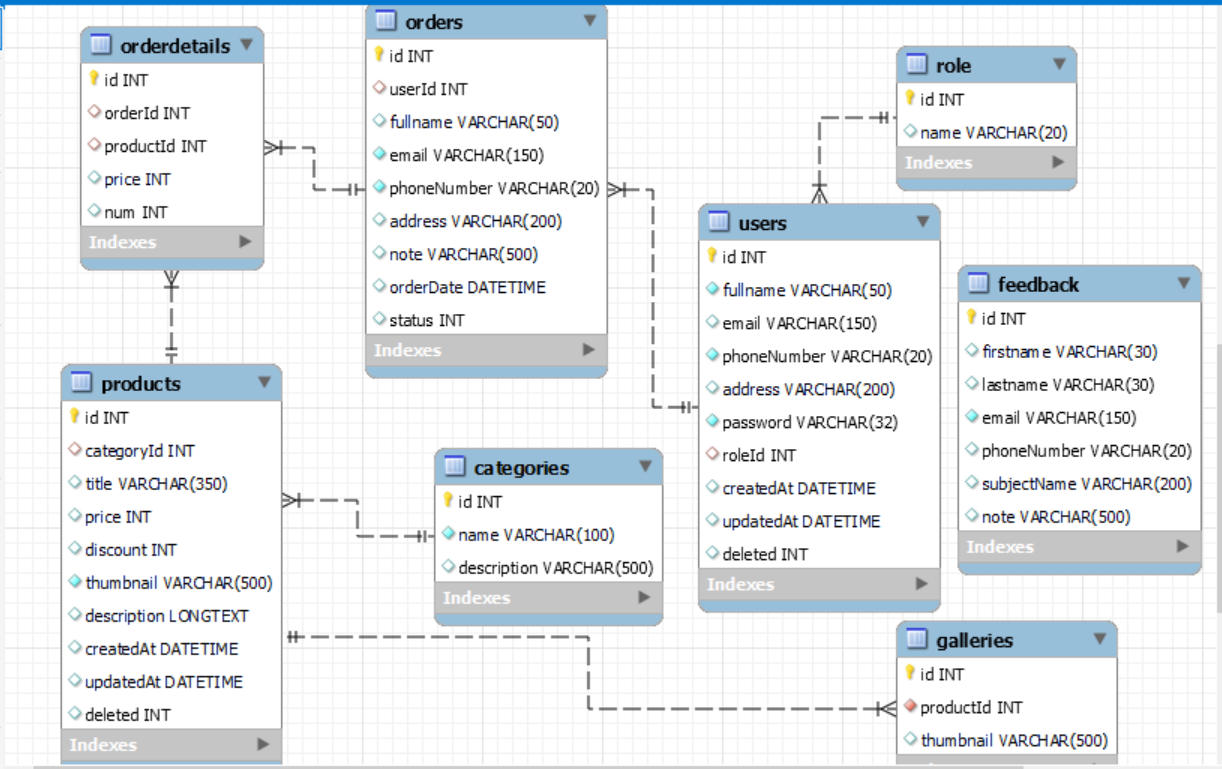 orderdetails
id INT
orderId INT
productId INT
price INT
num INT
Indexes
orders
id INT
userId INT
fullname VARCHAR(50)
email VARCHAR(150)
phoneNumber VARCHAR(20)
address VARCHAR(200)
note VARCHAR(500)
orderDate DATETIME
status INT
Indexes
role
id INT
name VARCHAR(20)
Indexes
users
id INT
fullname VARCHAR(50)
email VARCHAR(150)
phoneNumber VARCHAR(20)
address VARCHAR(200)
password VARCHAR(32)
roleId INT
createdAt DATETIME
updatedAt DATETIME
deleted INT
Indexes
feedback
id INT
firstname VARCHAR(30)
lastname VARCHAR(30)
email VARCHAR(150)
phoneNumber VARCHAR(20)
subjectName VARCHAR(200)
note VARCHAR(500)
Indexes
products
id INT
categoryId INT
title VARCHAR(350)
price INT
discount INT
thumbnail VARCHAR(500)
description LONGTEXT
createdAt DATETIME
updatedAt DATETIME
deleted INT
Indexes
categories
id INT
name VARCHAR(100)
description VARCHAR(500)
Indexes
galleries
id INT
productId INT
thumbnail VARCHAR(500)